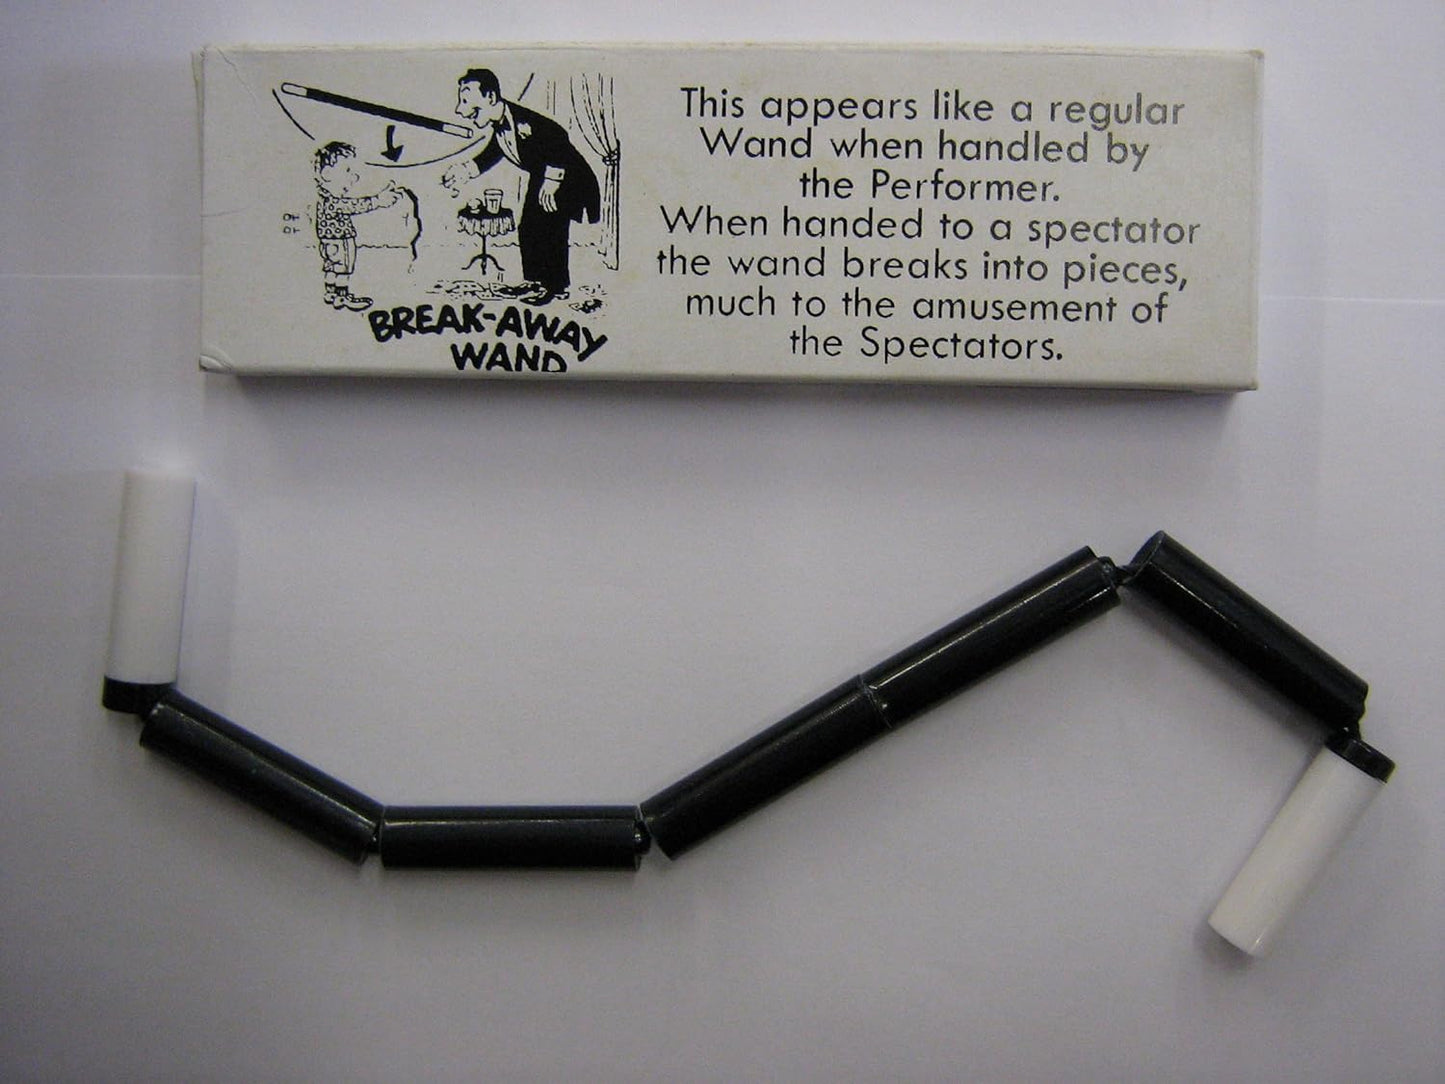 BREAK-AWAY
WAND
This appears like a regular
Wand when handled by
the Performer.
When handed to a spectator
the wand breaks into pieces,
much to the amusement of
the Spectators.